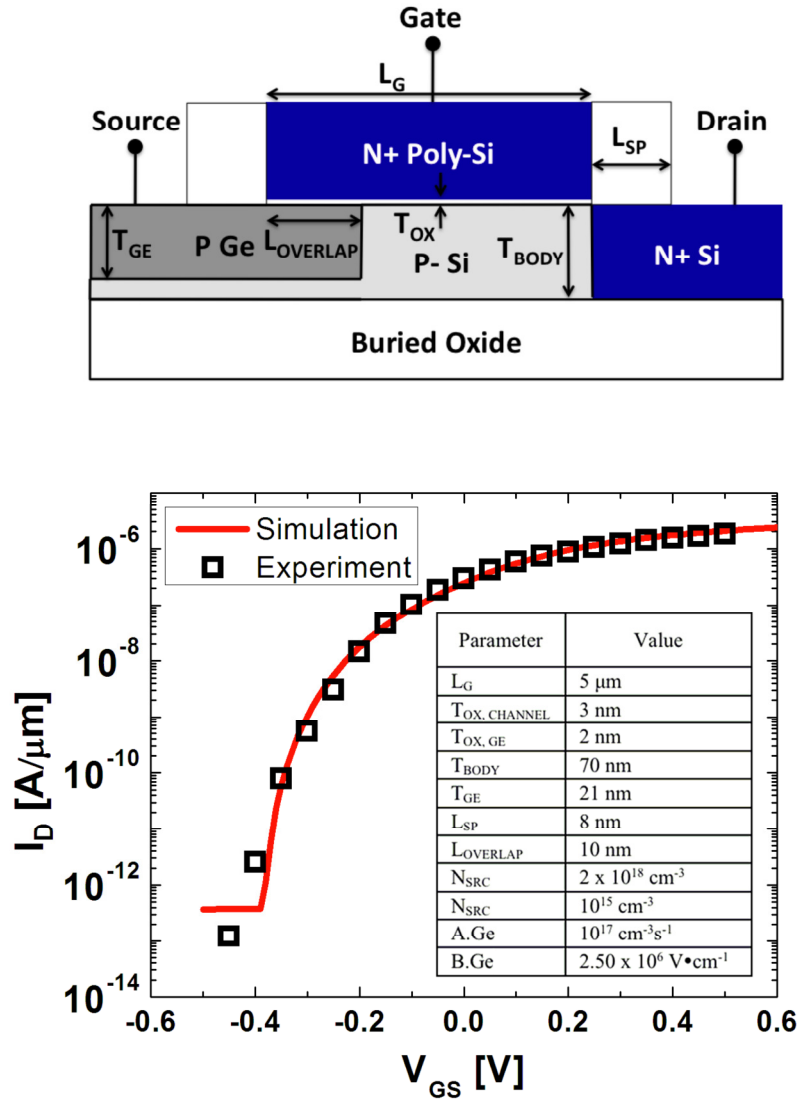 Gate
L_G
Source
L_SP
Drain
N+ Poly-Si
T_GE
P Ge
L_OVERLAP
T_OX
P- Si
T_BODY
N+ Si
Buried Oxide
Simulation
Experiment
Parameter Value
L_G 5 μm
T_OX, CHANNEL 3 nm
T_OX, GE 2 nm
T_BODY 70 nm
T_GE 21 nm
L_SP 8 nm
L_OVERLAP 10 nm
N_SRC 2 x 10^18 cm^-3
N_SRC 10^15 cm^-3
A.Ge 10^17 cm^-3s^-1
B.Ge 2.50 x 10^6 V•cm^-1
I_D [A/μm]
10^-6
10^-8
10^-10
10^-12
10^-14
-0.6 -0.4 -0.2 0.0 0.2 0.4 0.6
V_GS [V]